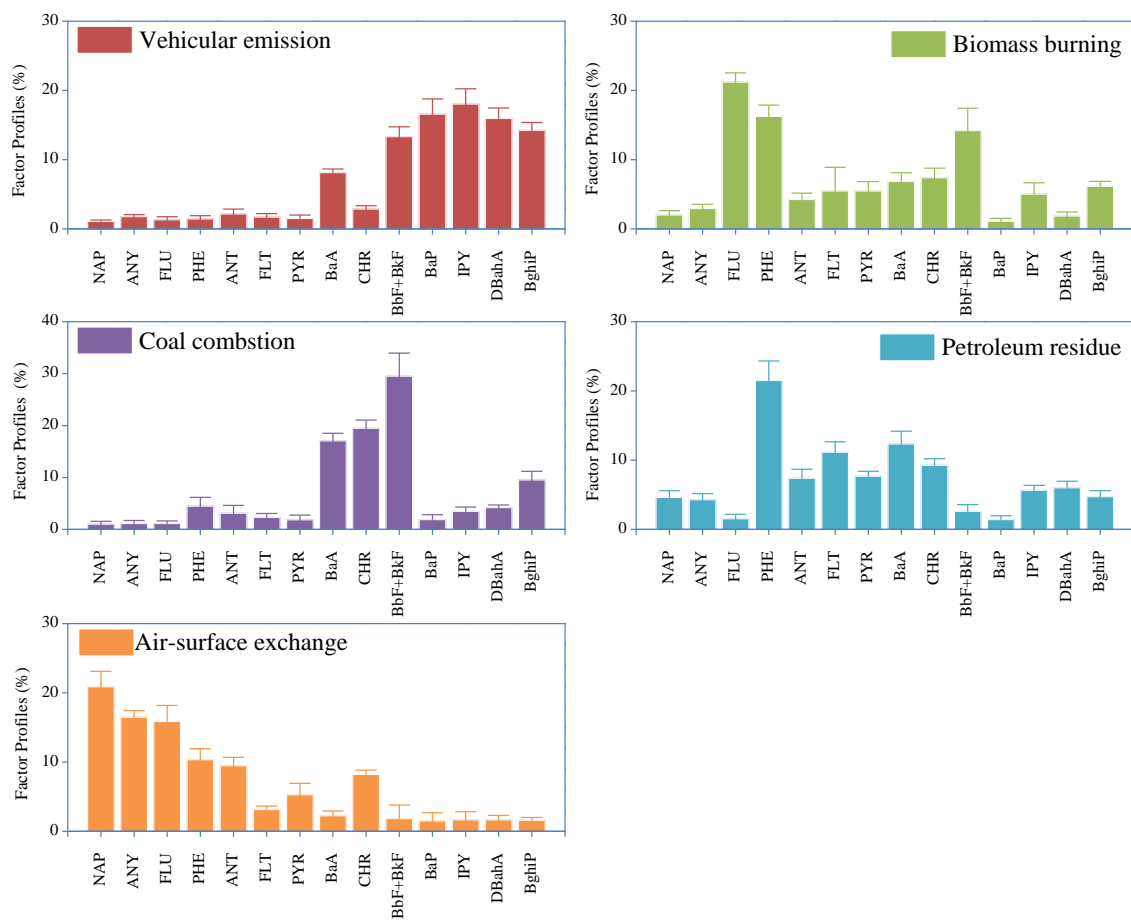 Vehicular emission
Factor Profiles (%)
30
20
10
0
NAP
ANY
FLU
PHE
ANT
FLT
PYR
BaA
CHR
BbF+BkF
BaP
IPY
DBahA
BghiP
Biomass burning
Factor Profiles (%)
30
20
10
0
NAP
ANY
FLU
PHE
ANT
FLT
PYR
BaA
CHR
BbF+BkF
BaP
IPY
DBahA
BghiP
Coal combstion
Factor Profiles (%)
40
30
20
10
0
NAP
ANY
FLU
PHE
ANT
FLT
PYR
BaA
CHR
BbF+BkF
BaP
IPY
DBahA
BghiP
Petroleum residue
Factor Profiles (%)
30
20
10
0
NAP
ANY
FLU
PHE
ANT
FLT
PYR
BaA
CHR
BbF+BkF
BaP
IPY
DBahA
BghiP
Air-surface exchange
Factor Profiles (%)
30
20
10
0
NAP
ANY
FLU
PHE
ANT
FLT
PYR
BaA
CHR
BbF+BkF
BaP
IPY
DBahA
BghiP